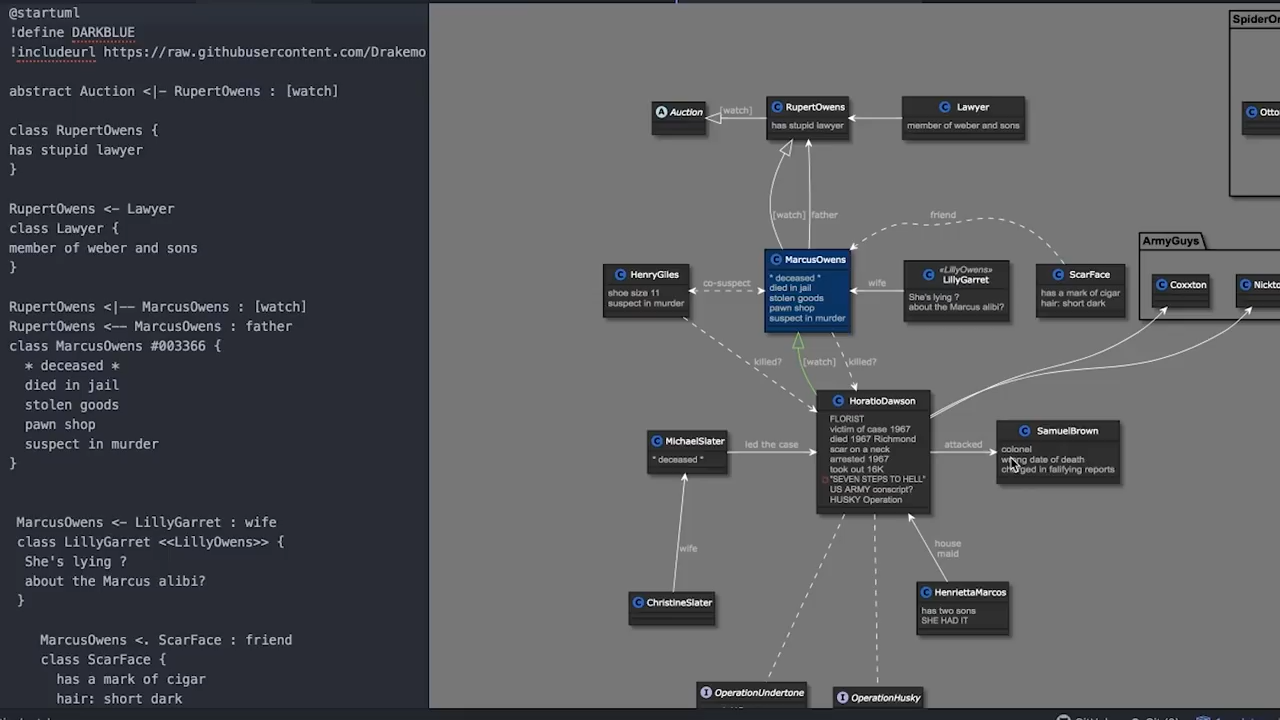 @startuml
!define DARKBLUE
!includeurl https://raw.githubusercontent.com/Drakemo
abstract Auction <|- RupertOwens : [watch]
class RupertOwens {
has stupid lawyer
}
RupertOwens <- Lawyer
class Lawyer {
member of weber and sons
}
RupertOwens <|-- MarcusOwens : [watch]
RupertOwens <-- MarcusOwens : father
class MarcusOwens #003366 {
* deceased *
died in jail
stolen goods
pawn shop
suspect in murder
}
MarcusOwens <- LillyGarret : wife
class LillyGarret <<LillyOwens>> {
She's lying ?
about the Marcus alibi?
}
MarcusOwens <. ScarFace : friend
class ScarFace {
has a mark of cigar
hair: short dark
SpiderOr
Otto
A Auction
[watch]
C RupertOwens
has stupid lawyer
C Lawyer
member of weber and sons
[watch]
father
friend
ArmyGuys
C Coxxton
C Nickto
C HenryGiles
shoe size 11
suspect in murder
co-suspect
C MarcusOwens
* deceased *
died in jail
stolen goods
pawn shop
suspect in murder
wife
C «LillyOwens»
LillyGarret
She's lying ?
about the Marcus alibi?
C ScarFace
has a mark of cigar
hair: short dark
killed?
[watch]
killed?
C MichaelSlater
* deceased *
led the case
C HoratioDawson
FLORIST
victim of case 1967
died 1967 Richmond
scar on a neck
arrested 1967
took out 16K
"SEVEN STEPS TO HELL"
US ARMY conscript?
HUSKY Operation
attacked
C SamuelBrown
colonel
wrong date of death
charged in falifying reports
wife
house
maid
C ChristineSlater
C HenriettaMarcos
has two sons
SHE HAD IT
I OperationUndertone
I OperationHusky